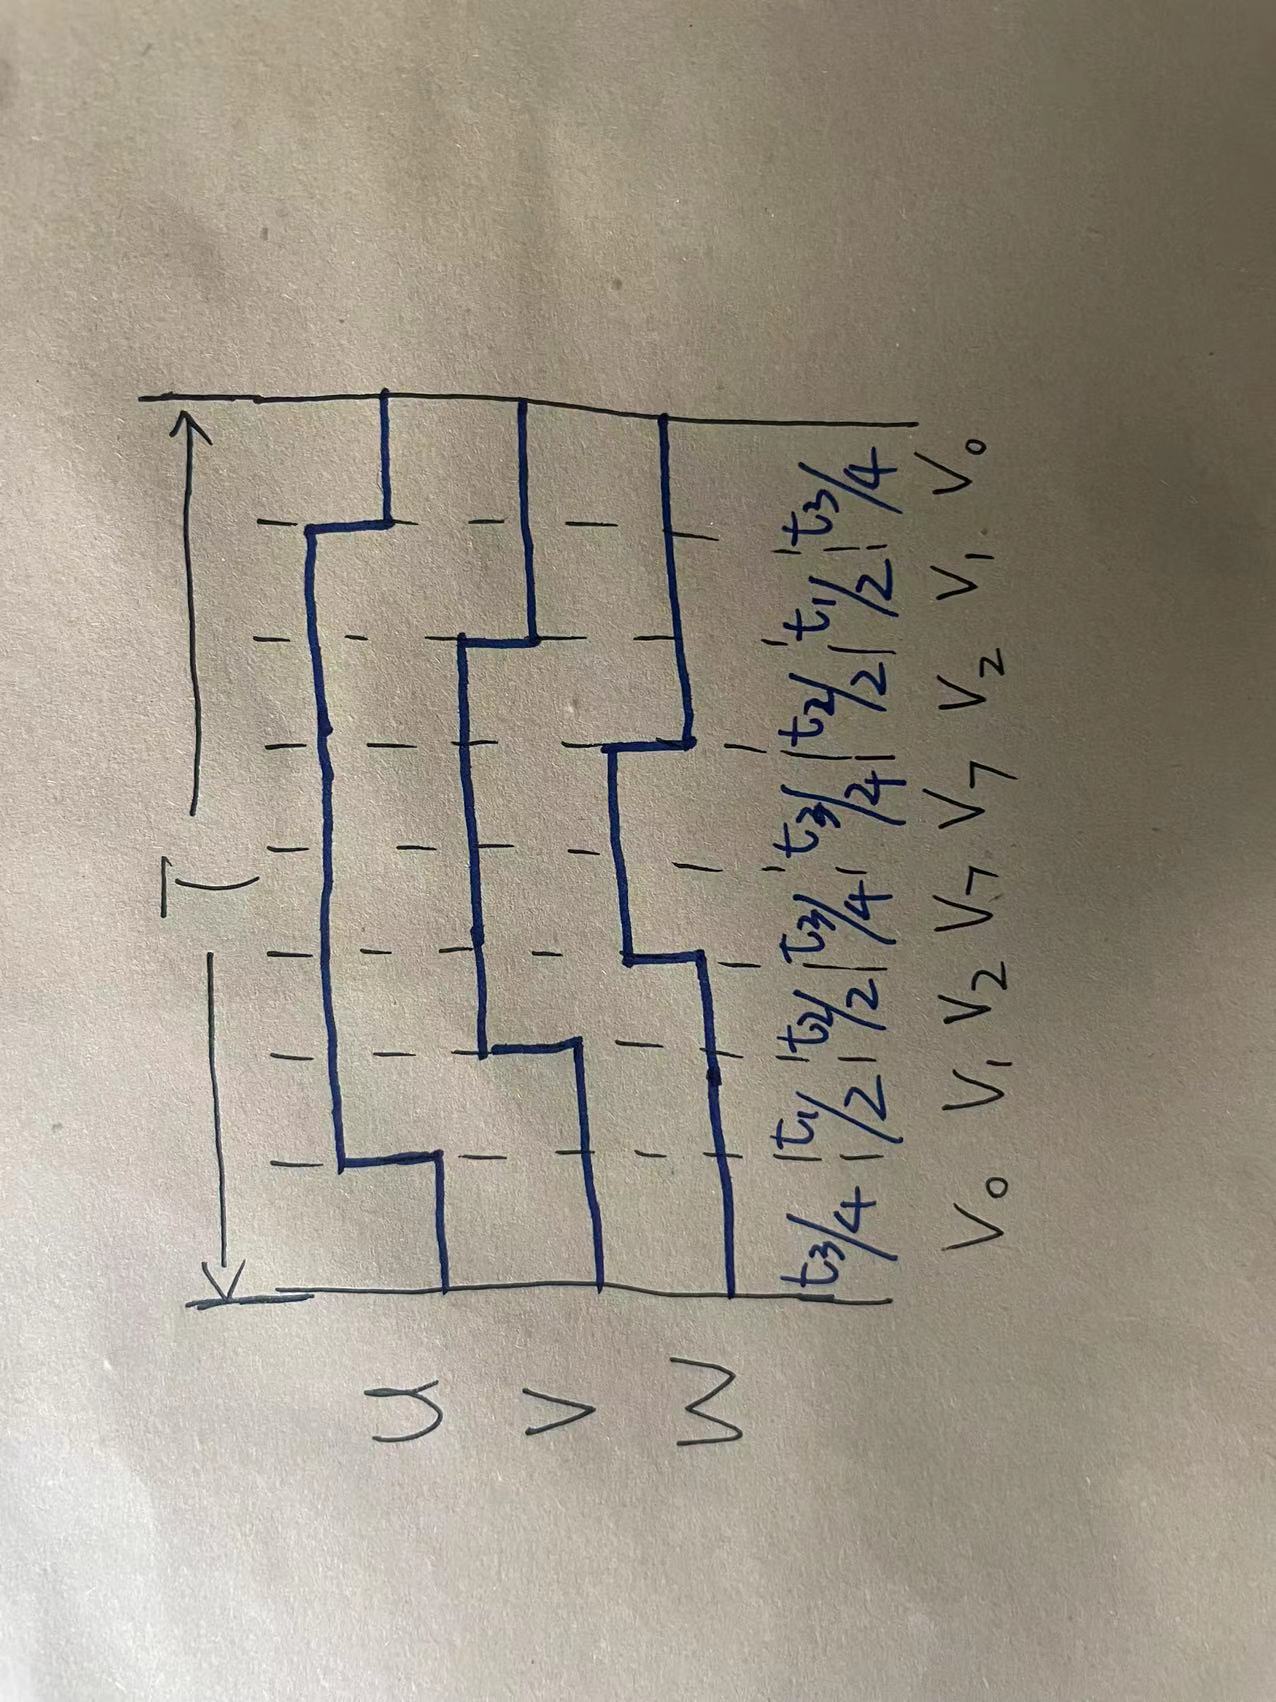 T
U
V
W
t₃/4 t₁/2 t₂/2 t₃/4 t₃/4 t₂/2 t₁/2 t₃/4
V₀ V₁ V₂ V₇ V₇ V₂ V₁ V₀